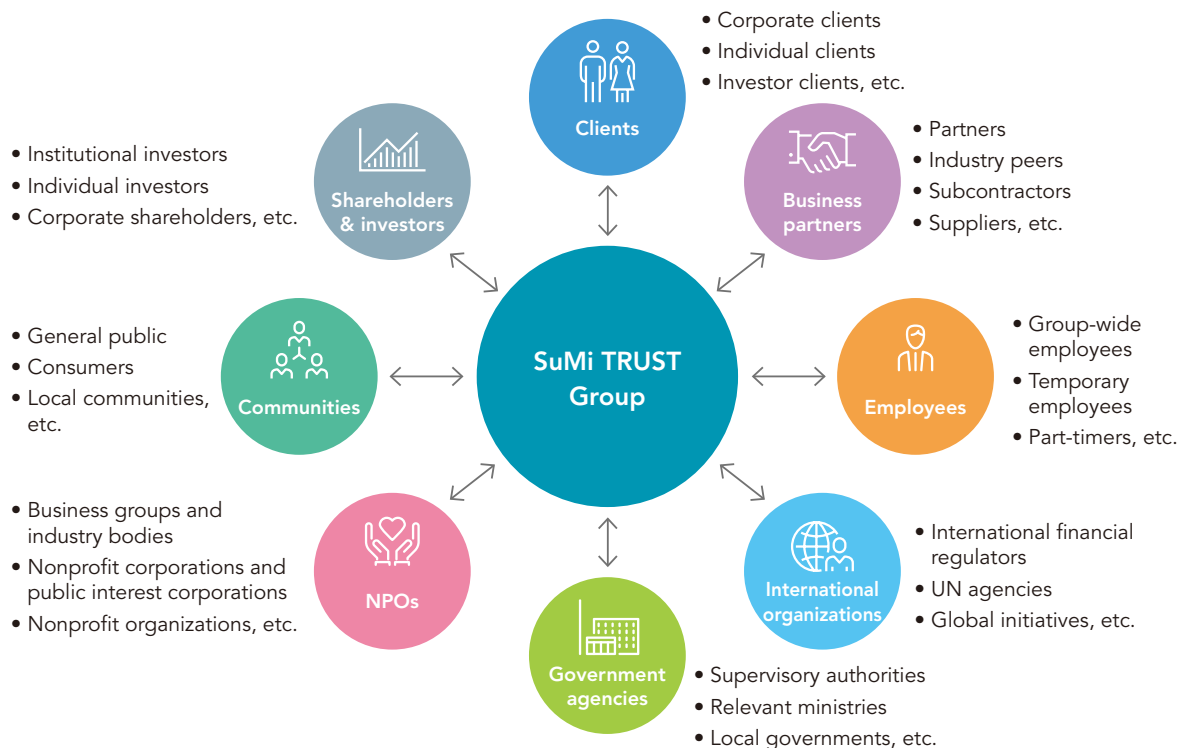 Clients
• Corporate clients
• Individual clients
• Investor clients, etc.
Business
partners
• Partners
• Industry peers
• Subcontractors
• Suppliers, etc.
Employees
• Group-wide
employees
• Temporary
employees
• Part-timers, etc.
International
organizations
• International financial
regulators
• UN agencies
• Global initiatives, etc.
Government
agencies
• Supervisory authorities
• Relevant ministries
• Local governments, etc.
NPOs
• Business groups and
industry bodies
• Nonprofit corporations and
public interest corporations
• Nonprofit organizations, etc.
Communities
• General public
• Consumers
• Local communities,
etc.
Shareholders
& investors
• Institutional investors
• Individual investors
• Corporate shareholders, etc.
SuMi TRUST
Group